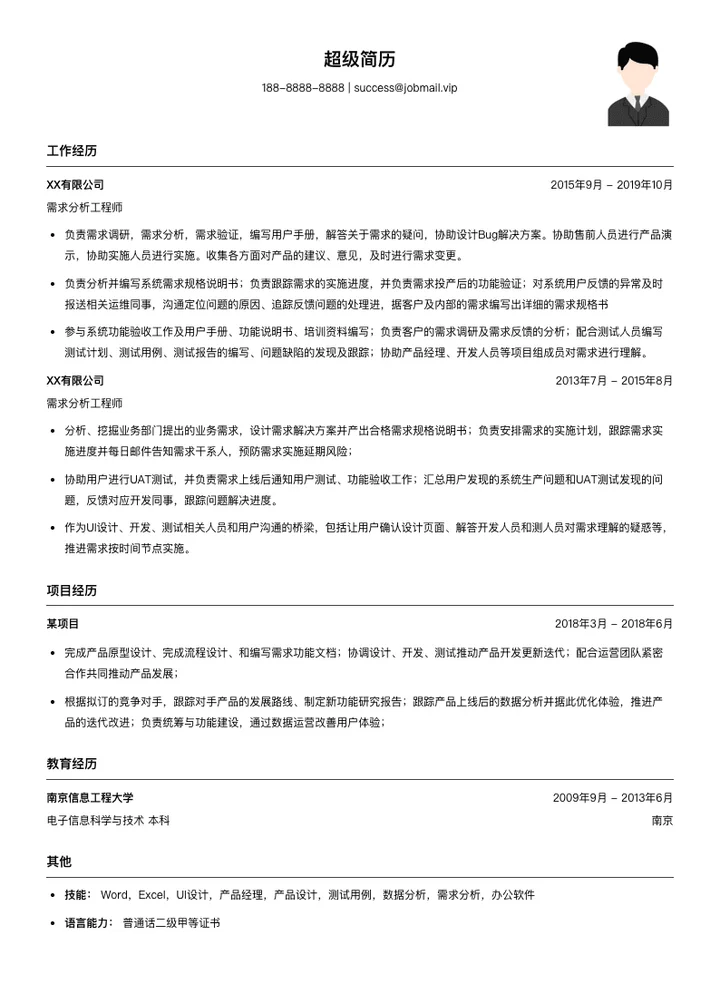 超级简历
188-8888-8888 | success@jobmail.vip
工作经历
XX有限公司 2015年9月 – 2019年10月
需求分析工程师
• 负责需求调研，需求分析，需求验证，编写用户手册，解答关于需求的疑问，协助设计Bug解决方案。协助售前人员进行产品演
示，协助实施人员进行实施。收集各方面对产品的建议、意见，及时进行需求变更。
• 负责分析并编写系统需求规格说明书；负责跟踪需求的实施进度，并负责需求投产后的功能验证；对系统用户反馈的异常及时
报送相关运维同事，沟通定位问题的原因、追踪反馈问题的处理进，据客户及内部的需求编写出详细的需求规格书
• 参与系统功能验收工作及用户手册、功能说明书、培训资料编写；负责客户的需求调研及需求反馈的分析；配合测试人员编写
测试计划、测试用例、测试报告的编写、问题缺陷的发现及跟踪；协助产品经理、开发人员等项目组成员对需求进行理解。
XX有限公司 2013年7月 – 2015年8月
需求分析工程师
• 分析、挖掘业务部门提出的业务需求，设计需求解决方案并产出合格需求规格说明书；负责安排需求的实施计划，跟踪需求实
施进度并每日邮件告知需求干系人，预防需求实施延期风险；
• 协助用户进行UAT测试，并负责需求上线后通知用户测试、功能验收工作；汇总用户发现的系统生产问题和UAT测试发现的问
题，反馈对应开发同事，跟踪问题解决进度。
• 作为UI设计、开发、测试相关人员和用户沟通的桥梁，包括让用户确认设计页面、解答开发人员和测人员对需求理解的疑惑等，
推进需求按时间节点实施。
项目经历
某项目 2018年3月 – 2018年6月
• 完成产品原型设计、完成流程设计、和编写需求功能文档；协调设计、开发、测试推动产品开发更新迭代；配合运营团队紧密
合作共同推动产品发展；
• 根据拟订的竞争对手，跟踪对手产品的发展路线、制定新功能研究报告；跟踪产品上线后的数据分析并据此优化体验，推进产
品的迭代改进；负责统筹与功能建设，通过数据运营改善用户体验；
教育经历
南京信息工程大学 2009年9月 – 2013年6月
电子信息科学与技术 本科 南京
其他
• 技能： Word，Excel，UI设计，产品经理，产品设计，测试用例，数据分析，需求分析，办公软件
• 语言能力： 普通话二级甲等证书